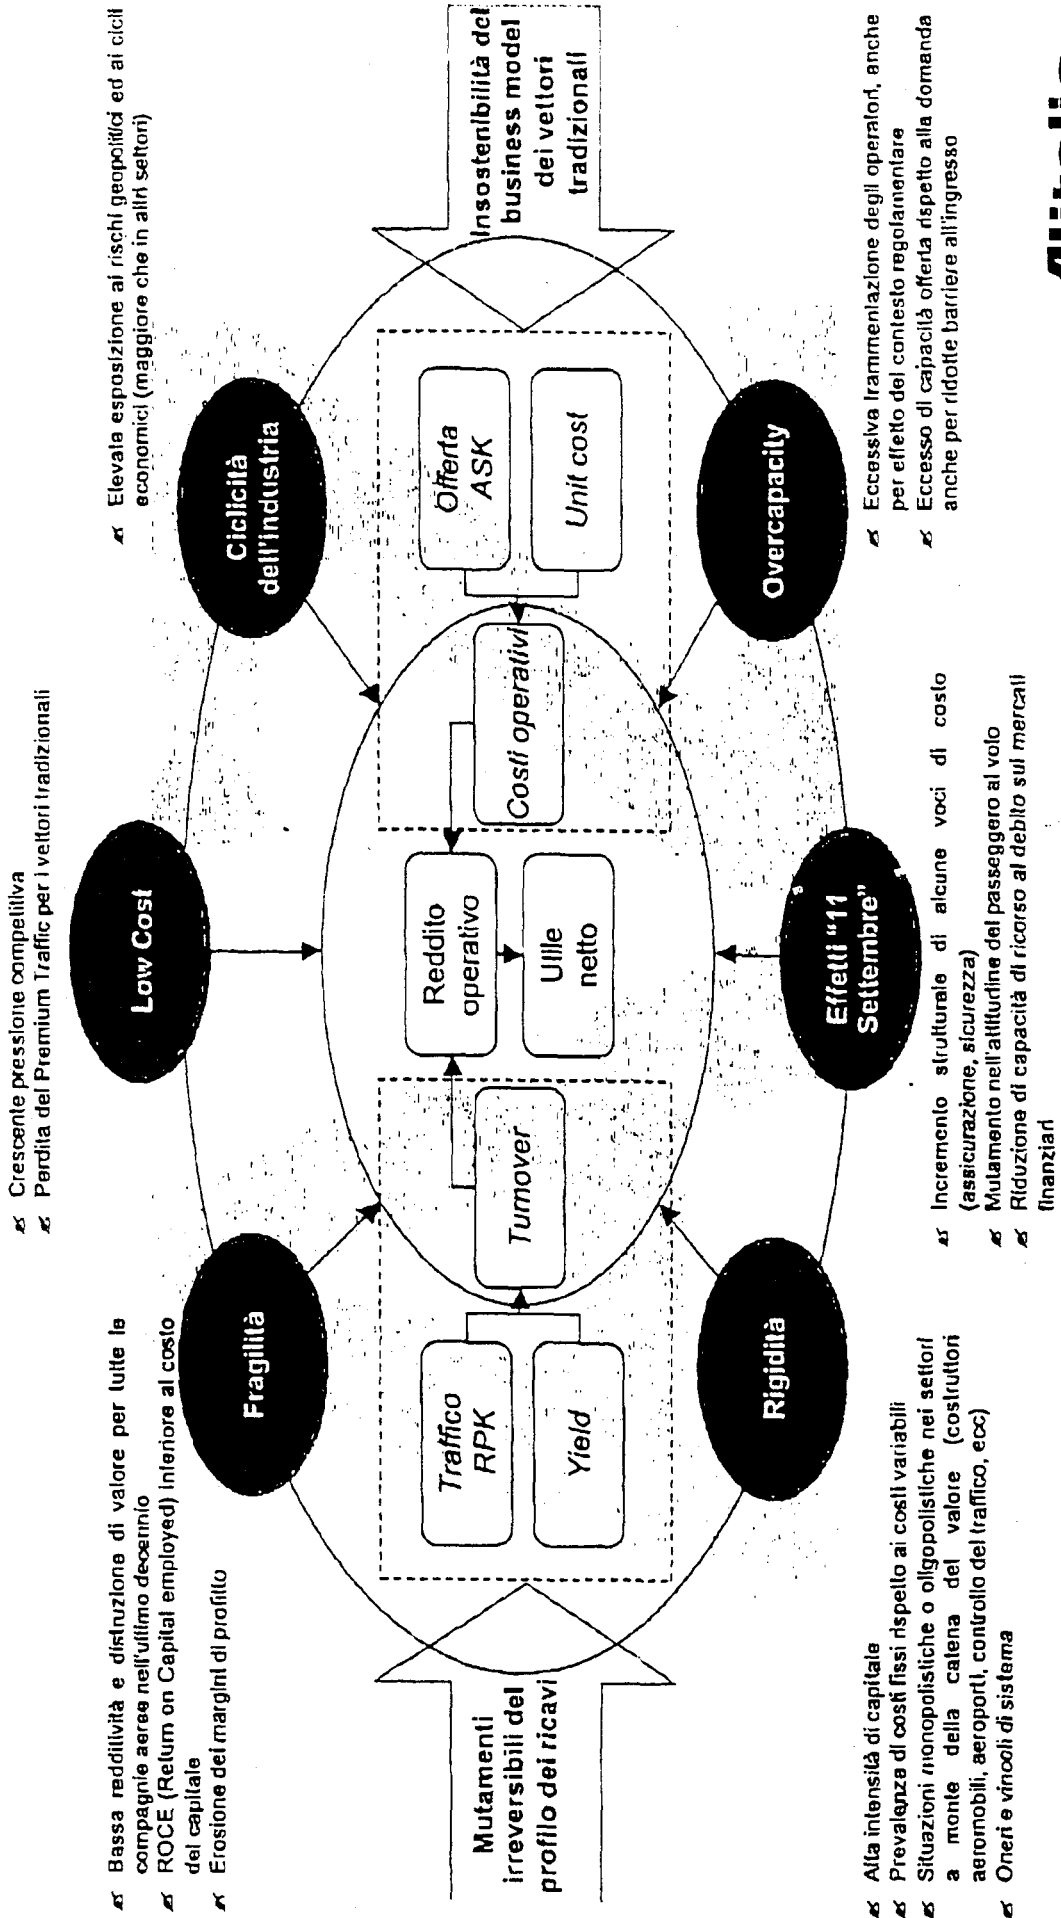 Crescente pressione competitiva
Perdita del Premium Traffic per i vettori tradizionali
Bassa redditività e distruzione di valore per tutte le
compagnie aeree nell'ultimo decennio
ROCE (Return on Capital employed) inferiore al costo
del capitale
Erosione dei margini di profitto
Elevata esposizione ai rischi geopolitici ed ai cicli
economici (maggiore che in altri settori)
Fragilità
Low Cost
Ciclicità
dell'industria
Mutamenti
irreversibili del
profilo dei ricavi
Traffico
RPK
Yield
Turnover
Reddito
operativo
Utile
netto
Costi operativi
Offerta
ASK
Unit cost
Insostenibilità del
business model
dei vettori
tradizionali
Rigidità
Effetti "11
Settembre"
Overcapacity
Alta intensità di capitale
Prevalenza di costi fissi rispetto ai costi variabili
Situazioni monopolistiche o oligopolistiche nei settori
a monte della catena del valore (costruttori
aeromobili, aeroporti, controllo del traffico, ecc)
Oneri e vincoli di sistema
Incremento strutturale di alcune voci di costo
(assicurazione, sicurezza)
Mutamento nell'attitudine del passeggero al volo
Riduzione di capacità di ricorso al debito sul mercati
finanziari
Eccessiva frammentazione degli operatori, anche
per effetto del contesto regolamentare
Eccesso di capacità offerta rispetto alla domanda
anche per ridotte barriere all'ingresso